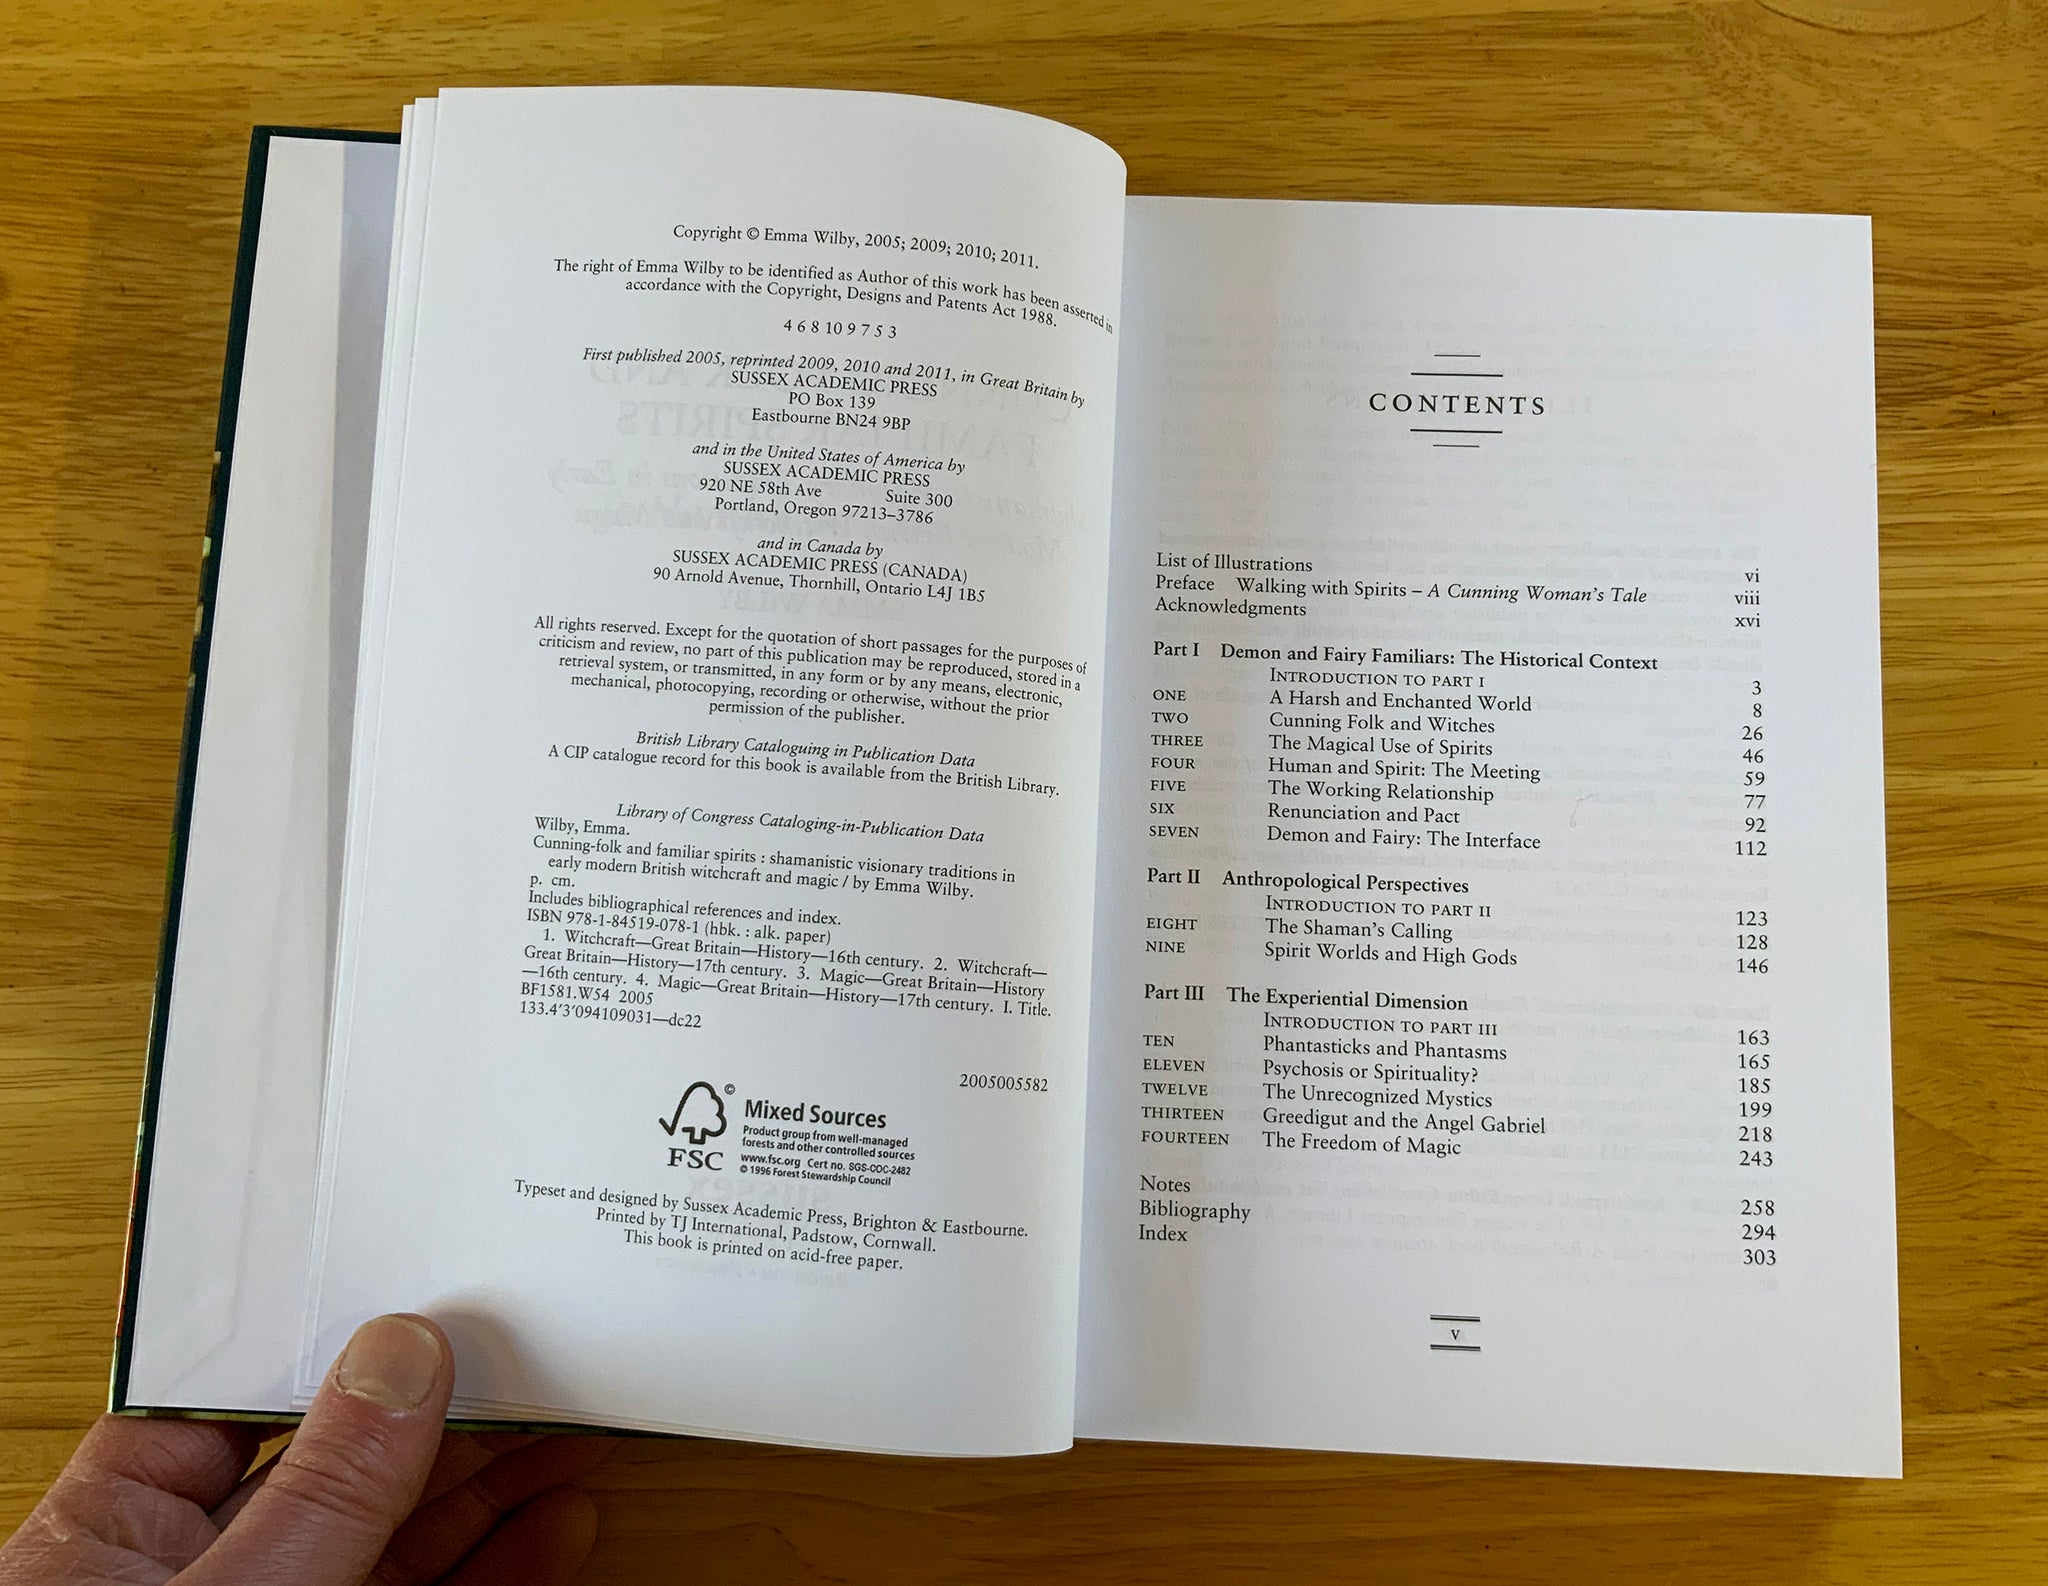 Copyright © Emma Wilby, 2005; 2009; 2010; 2011.
The right of Emma Wilby to be identified as Author of this work has been asserted in
accordance with the Copyright, Designs and Patents Act 1988.
4 6 8 10 9 7 5 3
First published 2005, reprinted 2009, 2010 and 2011, in Great Britain by
SUSSEX ACADEMIC PRESS
PO Box 139
Eastbourne BN24 9BP
and in the United States of America by
SUSSEX ACADEMIC PRESS
920 NE 58th Ave Suite 300
Portland, Oregon 97213–3786
and in Canada by
SUSSEX ACADEMIC PRESS (CANADA)
90 Arnold Avenue, Thornhill, Ontario L4J 1B5
All rights reserved. Except for the quotation of short passages for the purposes of
criticism and review, no part of this publication may be reproduced, stored in a
retrieval system, or transmitted, in any form or by any means, electronic,
mechanical, photocopying, recording or otherwise, without the prior
permission of the publisher.
British Library Cataloguing in Publication Data
A CIP catalogue record for this book is available from the British Library.
Library of Congress Cataloging-in-Publication Data
Wilby, Emma.
Cunning-folk and familiar spirits : shamanistic visionary traditions in
early modern British witchcraft and magic / by Emma Wilby.
p. cm.
Includes bibliographical references and index.
ISBN 978-1-84519-078-1 (hbk. : alk. paper)
1. Witchcraft—Great Britain—History—16th century. 2. Witchcraft—
Great Britain—History—17th century. 3. Magic—Great Britain—History
—16th century. 4. Magic—Great Britain—History—17th century. I. Title.
BF1581.W54 2005
133.4′3′094109031—dc22
2005005582
FSC
©
Mixed Sources
Product group from well-managed
forests and other controlled sources
www.fsc.org Cert no. SGS-COC-2482
© 1996 Forest Stewardship Council
Typeset and designed by Sussex Academic Press, Brighton & Eastbourne.
Printed by TJ International, Padstow, Cornwall.
This book is printed on acid-free paper.
CONTENTS
List of Illustrations vi
Preface Walking with Spirits – A Cunning Woman's Tale viii
Acknowledgments xvi
Part I Demon and Fairy Familiars: The Historical Context
INTRODUCTION TO PART I 3
ONE A Harsh and Enchanted World 8
TWO Cunning Folk and Witches 26
THREE The Magical Use of Spirits 46
FOUR Human and Spirit: The Meeting 59
FIVE The Working Relationship 77
SIX Renunciation and Pact 92
SEVEN Demon and Fairy: The Interface 112
Part II Anthropological Perspectives
INTRODUCTION TO PART II 123
EIGHT The Shaman's Calling 128
NINE Spirit Worlds and High Gods 146
Part III The Experiential Dimension
INTRODUCTION TO PART III 163
TEN Phantasticks and Phantasms 165
ELEVEN Psychosis or Spirituality? 185
TWELVE The Unrecognized Mystics 199
THIRTEEN Greedigut and the Angel Gabriel 218
FOURTEEN The Freedom of Magic 243
Notes 258
Bibliography 294
Index 303
v